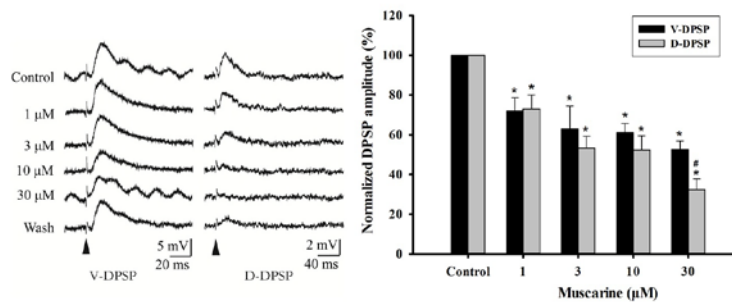 Control
1 µM
3 µM
10 µM
30 µM
Wash
5 mV
20 ms
2 mV
40 ms
V-DPSP
D-DPSP
Normalized DPSP amplitude (%)
120
100
80
60
40
20
0
V-DPSP
D-DPSP
* *
* *
* *
* # *
Control 1 3 10 30
Muscarine (µM)